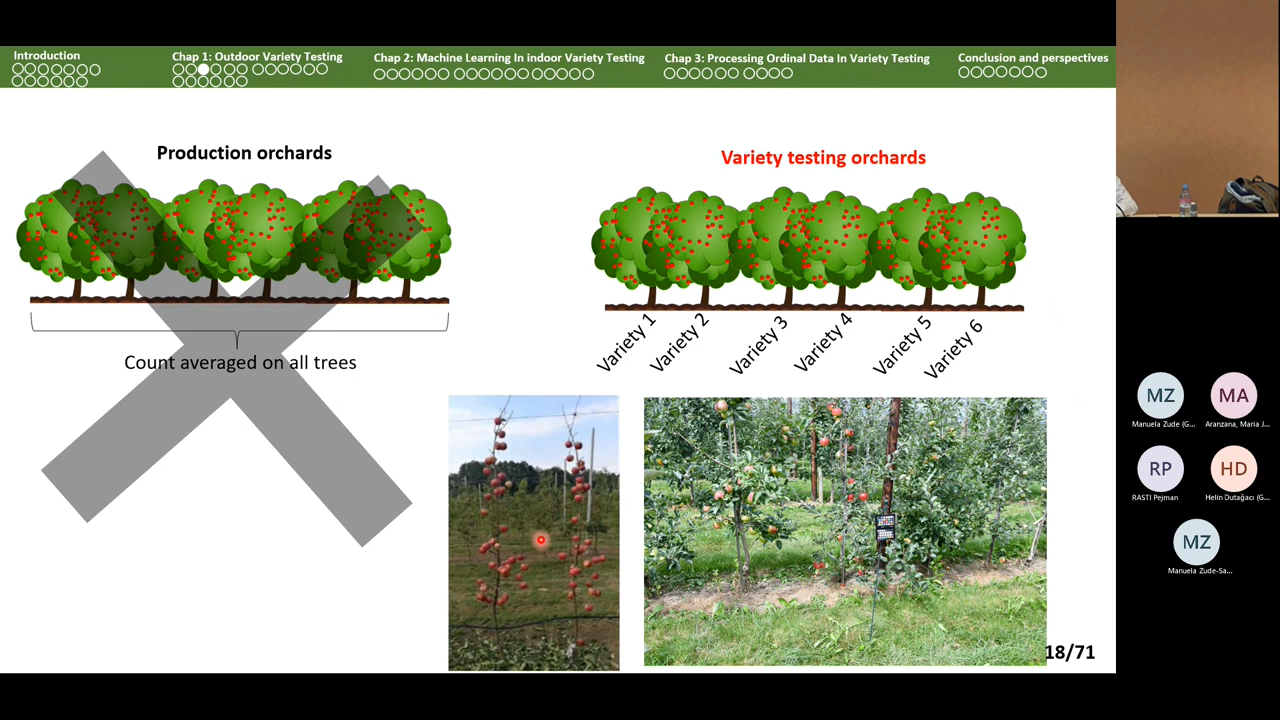 Introduction
Chap 1: Outdoor Variety Testing
Chap 2: Machine Learning In indoor Variety Testing
Chap 3: Processing Ordinal Data In Variety Testing
Conclusion and perspectives
Production orchards
Variety testing orchards
Count averaged on all trees
Variety 1
Variety 2
Variety 3
Variety 4
Variety 5
Variety 6
18/71
MZ
Manuela Zude (G...
MA
Aranzana, Maria J...
RP
RASTI Pejman
HD
Helin Dutağacı (G...
MZ
Manuela Zude-Sa...